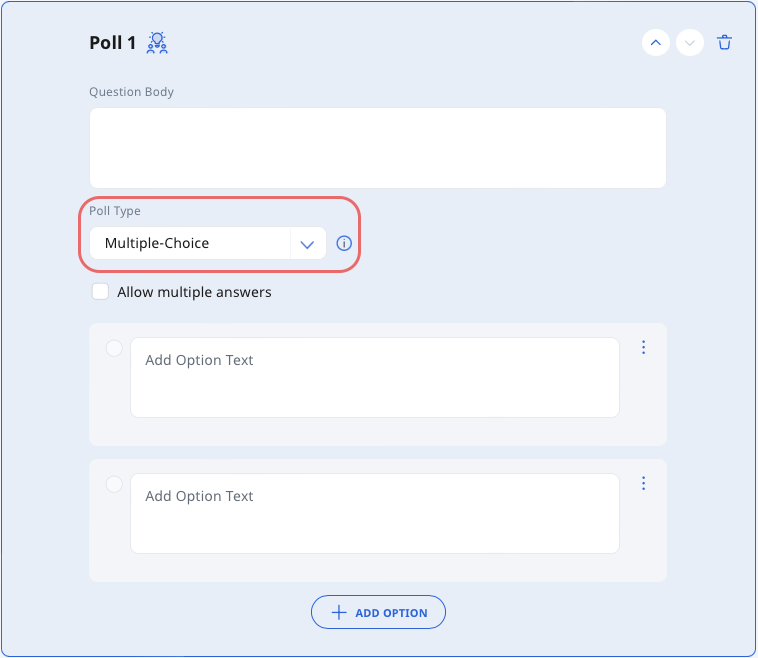 Poll 1
Question Body
Poll Type
Multiple-Choice
Allow multiple answers
Add Option Text
Add Option Text
ADD OPTION